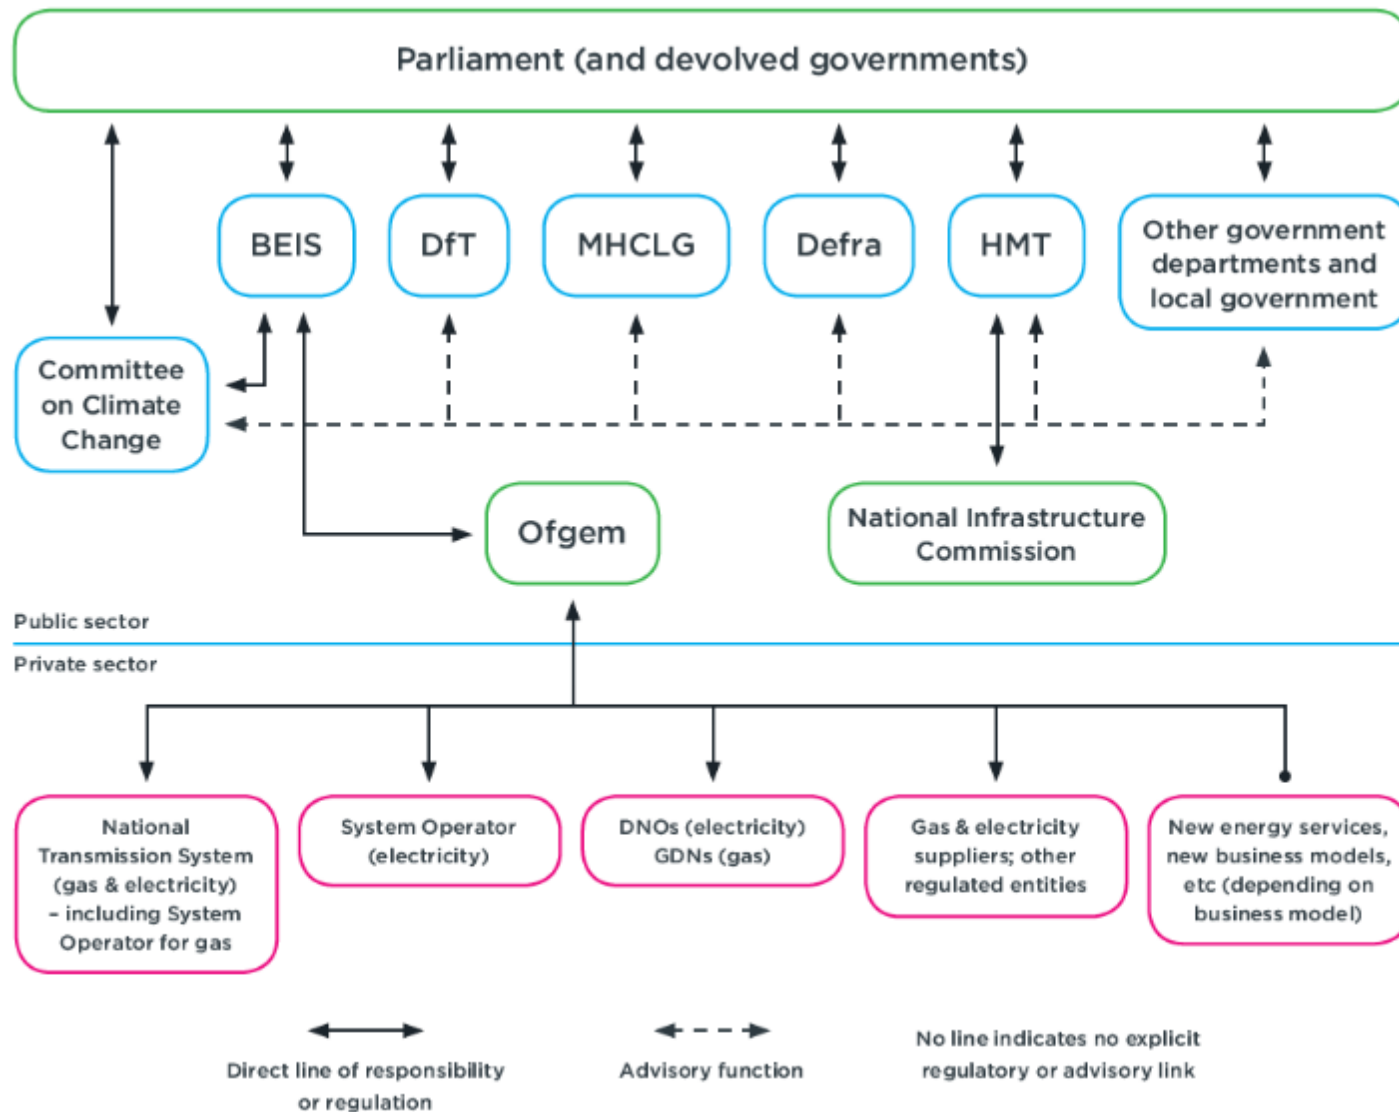 Parliament (and devolved governments)
BEIS
DfT
MHCLG
Defra
HMT
Other government
departments and
local government
Committee
on Climate
Change
Ofgem
National Infrastructure
Commission
Public sector
Private sector
National
Transmission System
(gas & electricity)
– including System
Operator for gas
System Operator
(electricity)
DNOs (electricity)
GDNs (gas)
Gas & electricity
suppliers; other
regulated entities
New energy services,
new business models,
etc (depending on
business model)
Direct line of responsibility
or regulation
Advisory function
No line indicates no explicit
regulatory or advisory link